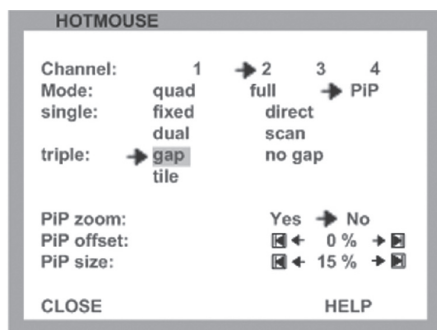 HOTMOUSE
Channel: 1 2 3 4
Mode: quad full PiP
single: fixed direct
dual scan
triple: gap no gap
tile
PiP zoom: Yes No
PiP offset: 0 %
PiP size: 15 %
CLOSE HELP